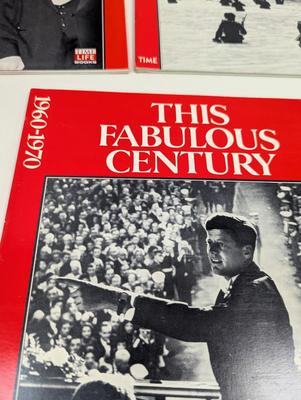 TIME
LIFE
BOOKS
TIME
1960-1970
THIS
FABULOUS
CENTURY